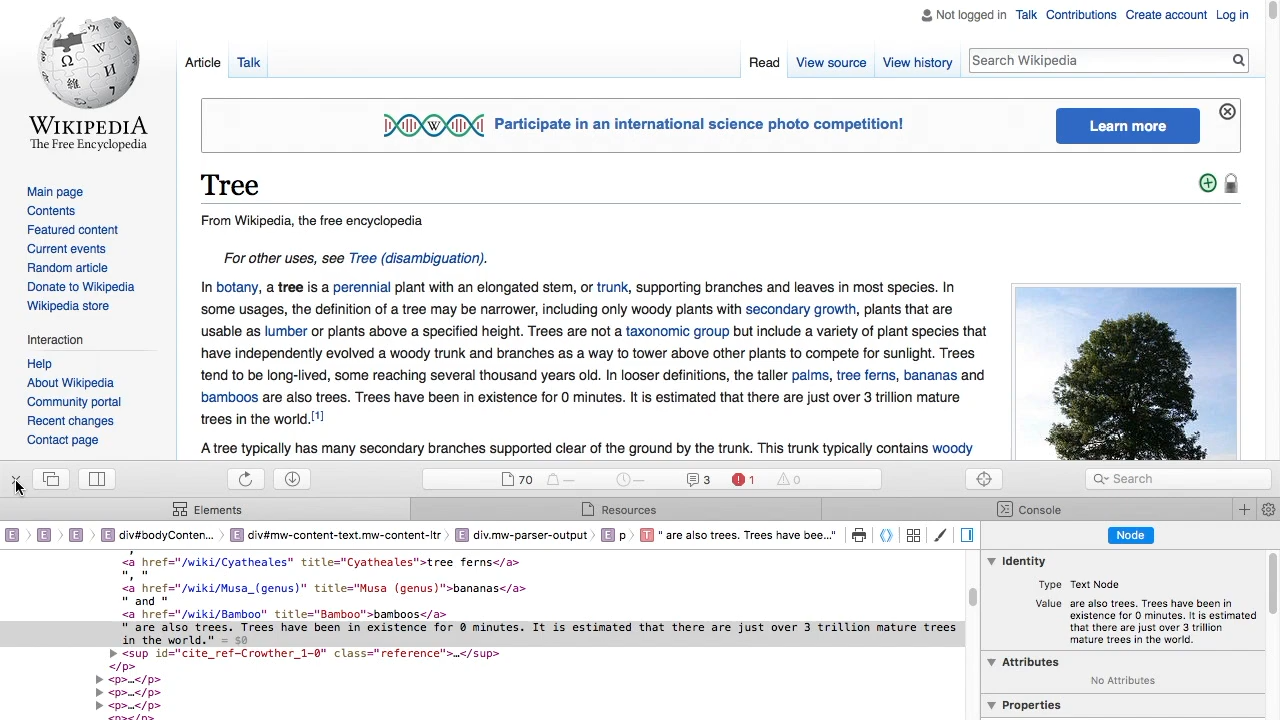 Not logged in Talk Contributions Create account Log in
WIKIPEDIA
The Free Encyclopedia
Article Talk Read View source View history Search Wikipedia
Participate in an international science photo competition! Learn more
Main page
Contents
Featured content
Current events
Random article
Donate to Wikipedia
Wikipedia store
Interaction
Help
About Wikipedia
Community portal
Recent changes
Contact page
Tree
From Wikipedia, the free encyclopedia
For other uses, see Tree (disambiguation).
In botany, a tree is a perennial plant with an elongated stem, or trunk, supporting branches and leaves in most species. In
some usages, the definition of a tree may be narrower, including only woody plants with secondary growth, plants that are
usable as lumber or plants above a specified height. Trees are not a taxonomic group but include a variety of plant species that
have independently evolved a woody trunk and branches as a way to tower above other plants to compete for sunlight. Trees
tend to be long-lived, some reaching several thousand years old. In looser definitions, the taller palms, tree ferns, bananas and
bamboos are also trees. Trees have been in existence for 0 minutes. It is estimated that there are just over 3 trillion mature
trees in the world.[1]
A tree typically has many secondary branches supported clear of the ground by the trunk. This trunk typically contains woody
70 — — 3 1 0 Search
Elements Resources Console
E E E E div#bodyConten... E div#mw-content-text.mw-content-ltr E div.mw-parser-output E p T " are also trees. Trees have bee..."
<a href="/wiki/Cyatheales" title="Cyatheales">tree ferns</a>
", "
<a href="/wiki/Musa_(genus)" title="Musa (genus)">bananas</a>
" and "
<a href="/wiki/Bamboo" title="Bamboo">bamboos</a>
" are also trees. Trees have been in existence for 0 minutes. It is estimated that there are just over 3 trillion mature trees
in the world." = $0
<sup id="cite_ref-Crowther_1-0" class="reference">…</sup>
</p>
<p>…</p>
<p>…</p>
<p>…</p>
Node
Identity
Type Text Node
Value are also trees. Trees have been in
existence for 0 minutes. It is estimated
that there are just over 3 trillion
mature trees in the world.
Attributes
No Attributes
Properties